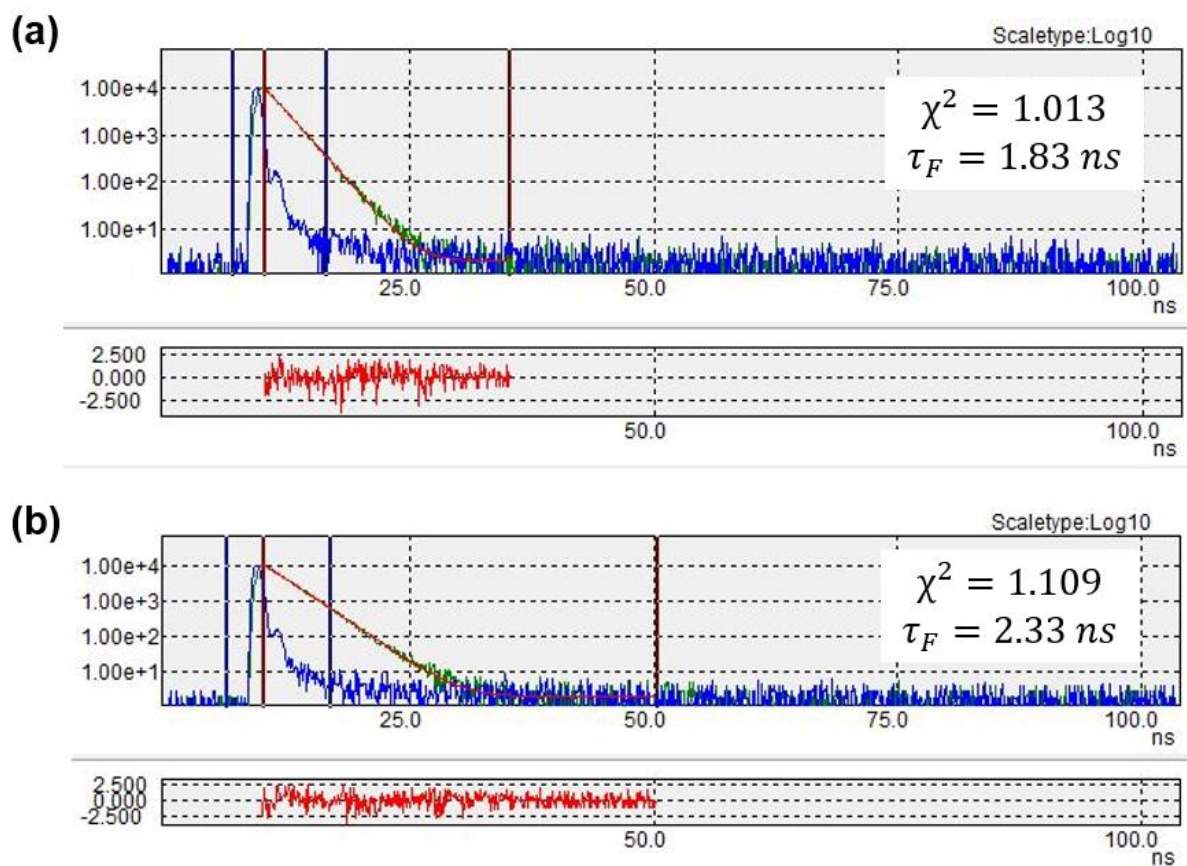 (a)
Scaletype:Log10
1.00e+4
1.00e+3
1.00e+2
1.00e+1
χ² = 1.013
τ_F = 1.83 ns
25.0 50.0 75.0 100.0
ns
2.500
0.000
-2.500
50.0 100.0
ns
(b)
Scaletype:Log10
1.00e+4
1.00e+3
1.00e+2
1.00e+1
χ² = 1.109
τ_F = 2.33 ns
25.0 50.0 75.0 100.0
ns
2.500
0.000
-2.500
50.0 100.0
ns